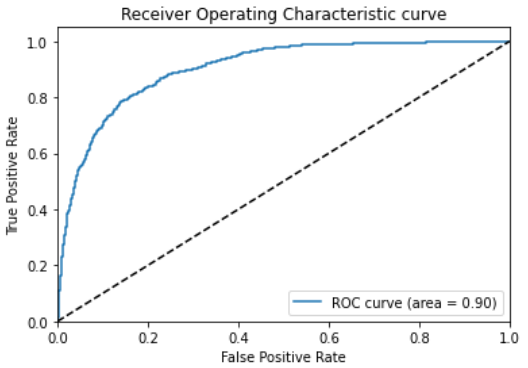 Receiver Operating Characteristic curve
1.0
0.8
0.6
0.4
0.2
0.0
True Positive Rate
ROC curve (area = 0.90)
0.0 0.2 0.4 0.6 0.8 1.0
False Positive Rate